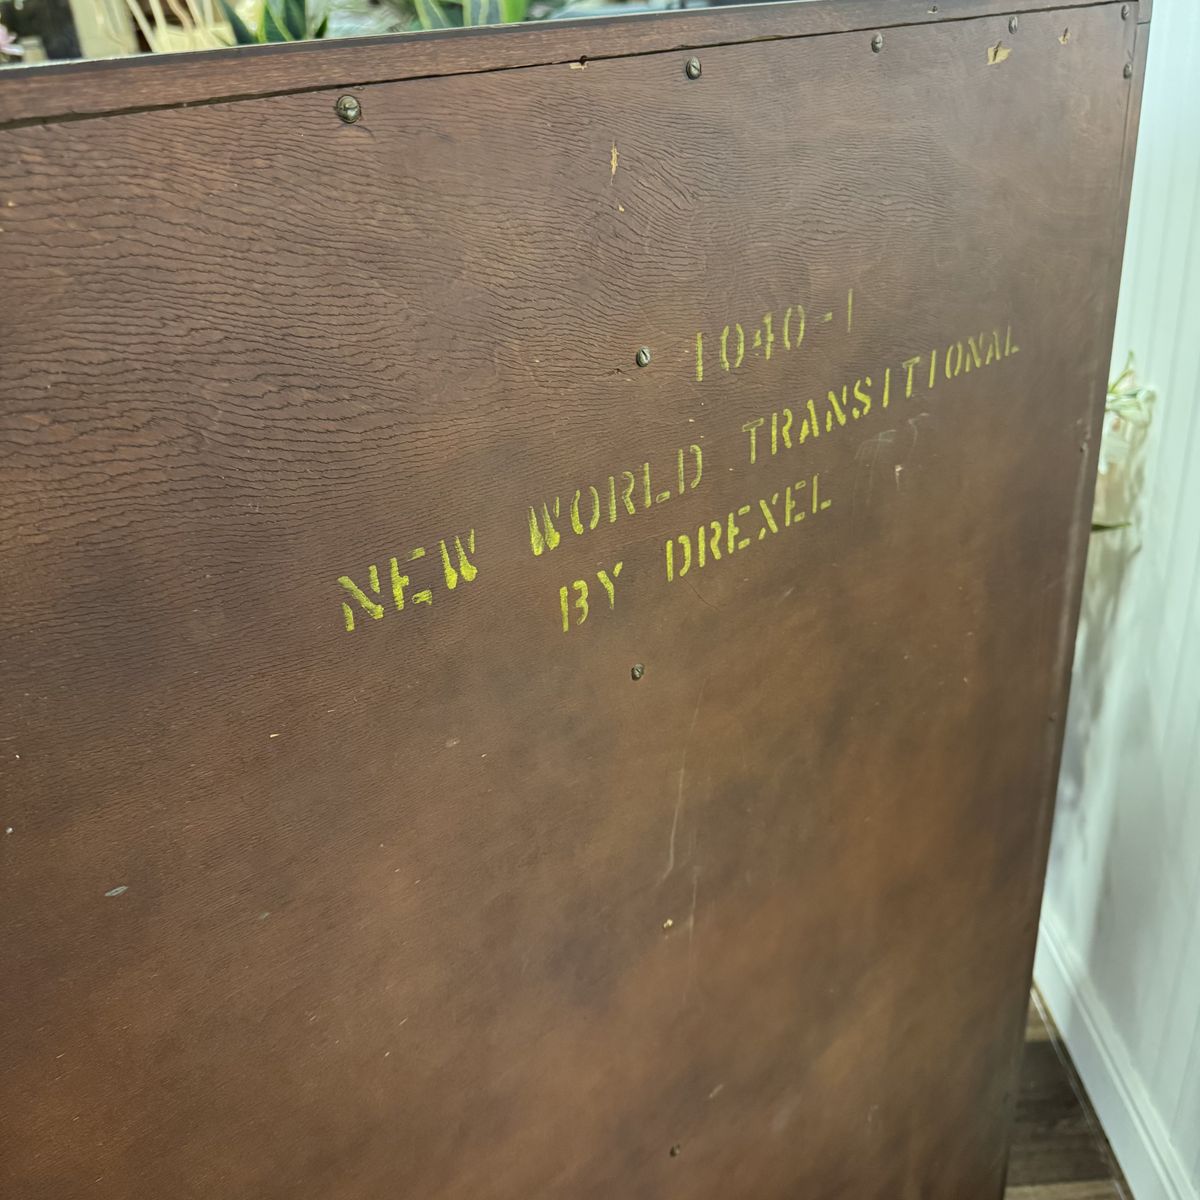 1040-1
NEW WORLD TRANSITIONAL
BY DREXEL